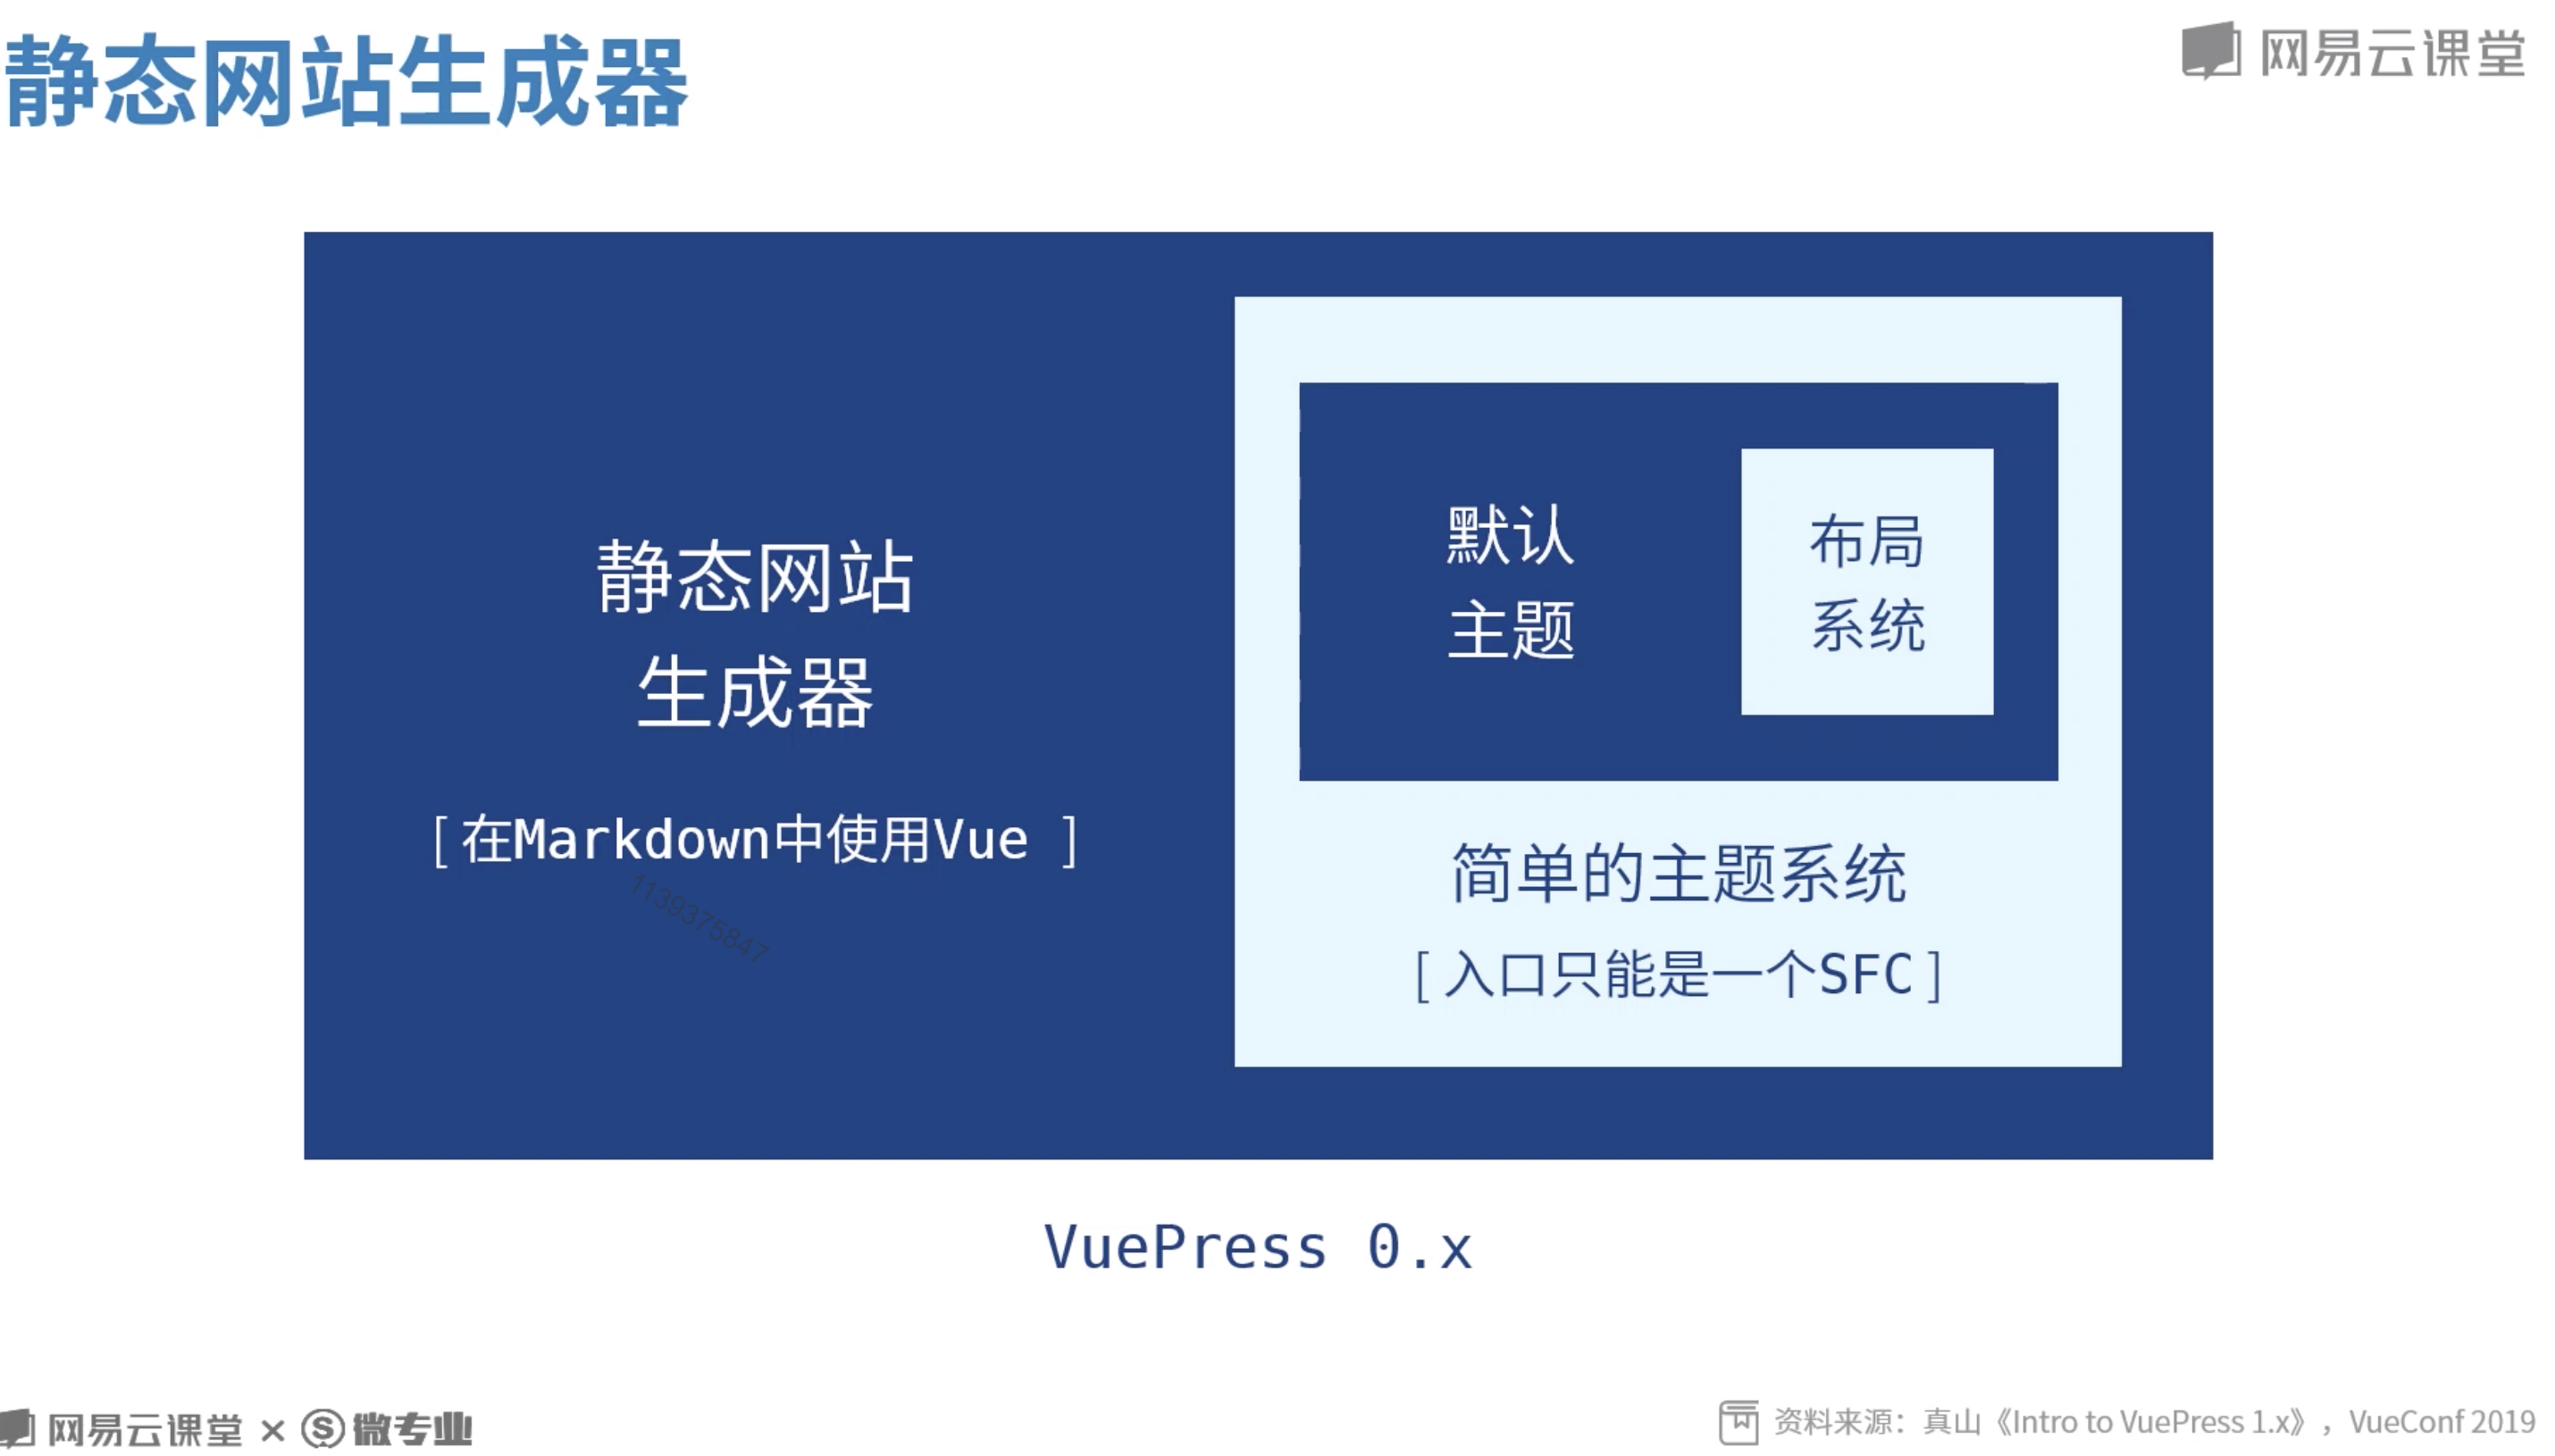 静态网站生成器
网易云课堂
静态网站
生成器
[ 在Markdown中使用Vue ]
1139375847
默认
主题
布局
系统
简单的主题系统
[ 入口只能是一个SFC ]
VuePress 0.x
网易云课堂 × 微专业
资料来源：真山《Intro to VuePress 1.x》，VueConf 2019